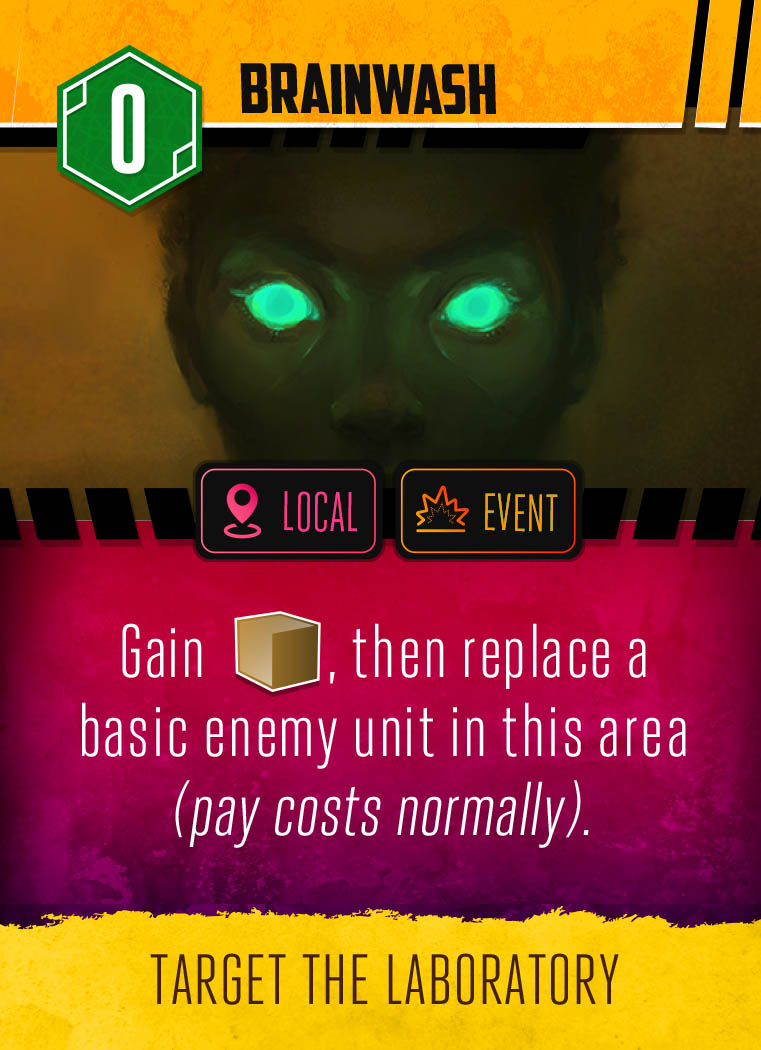 0
BRAINWASH
LOCAL
EVENT
Gain , then replace a
basic enemy unit in this area
(pay costs normally).
TARGET THE LABORATORY